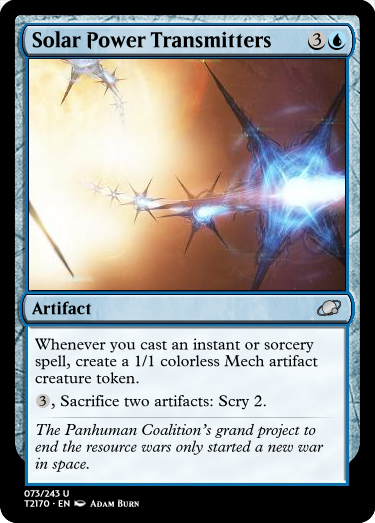 Solar Power Transmitters 3
Artifact
Whenever you cast an instant or sorcery
spell, create a 1/1 colorless Mech artifact
creature token.
3, Sacrifice two artifacts: Scry 2.
The Panhuman Coalition's grand project to
end the resource wars only started a new war
in space.
073/243 U
T2170 • EN Adam Burn